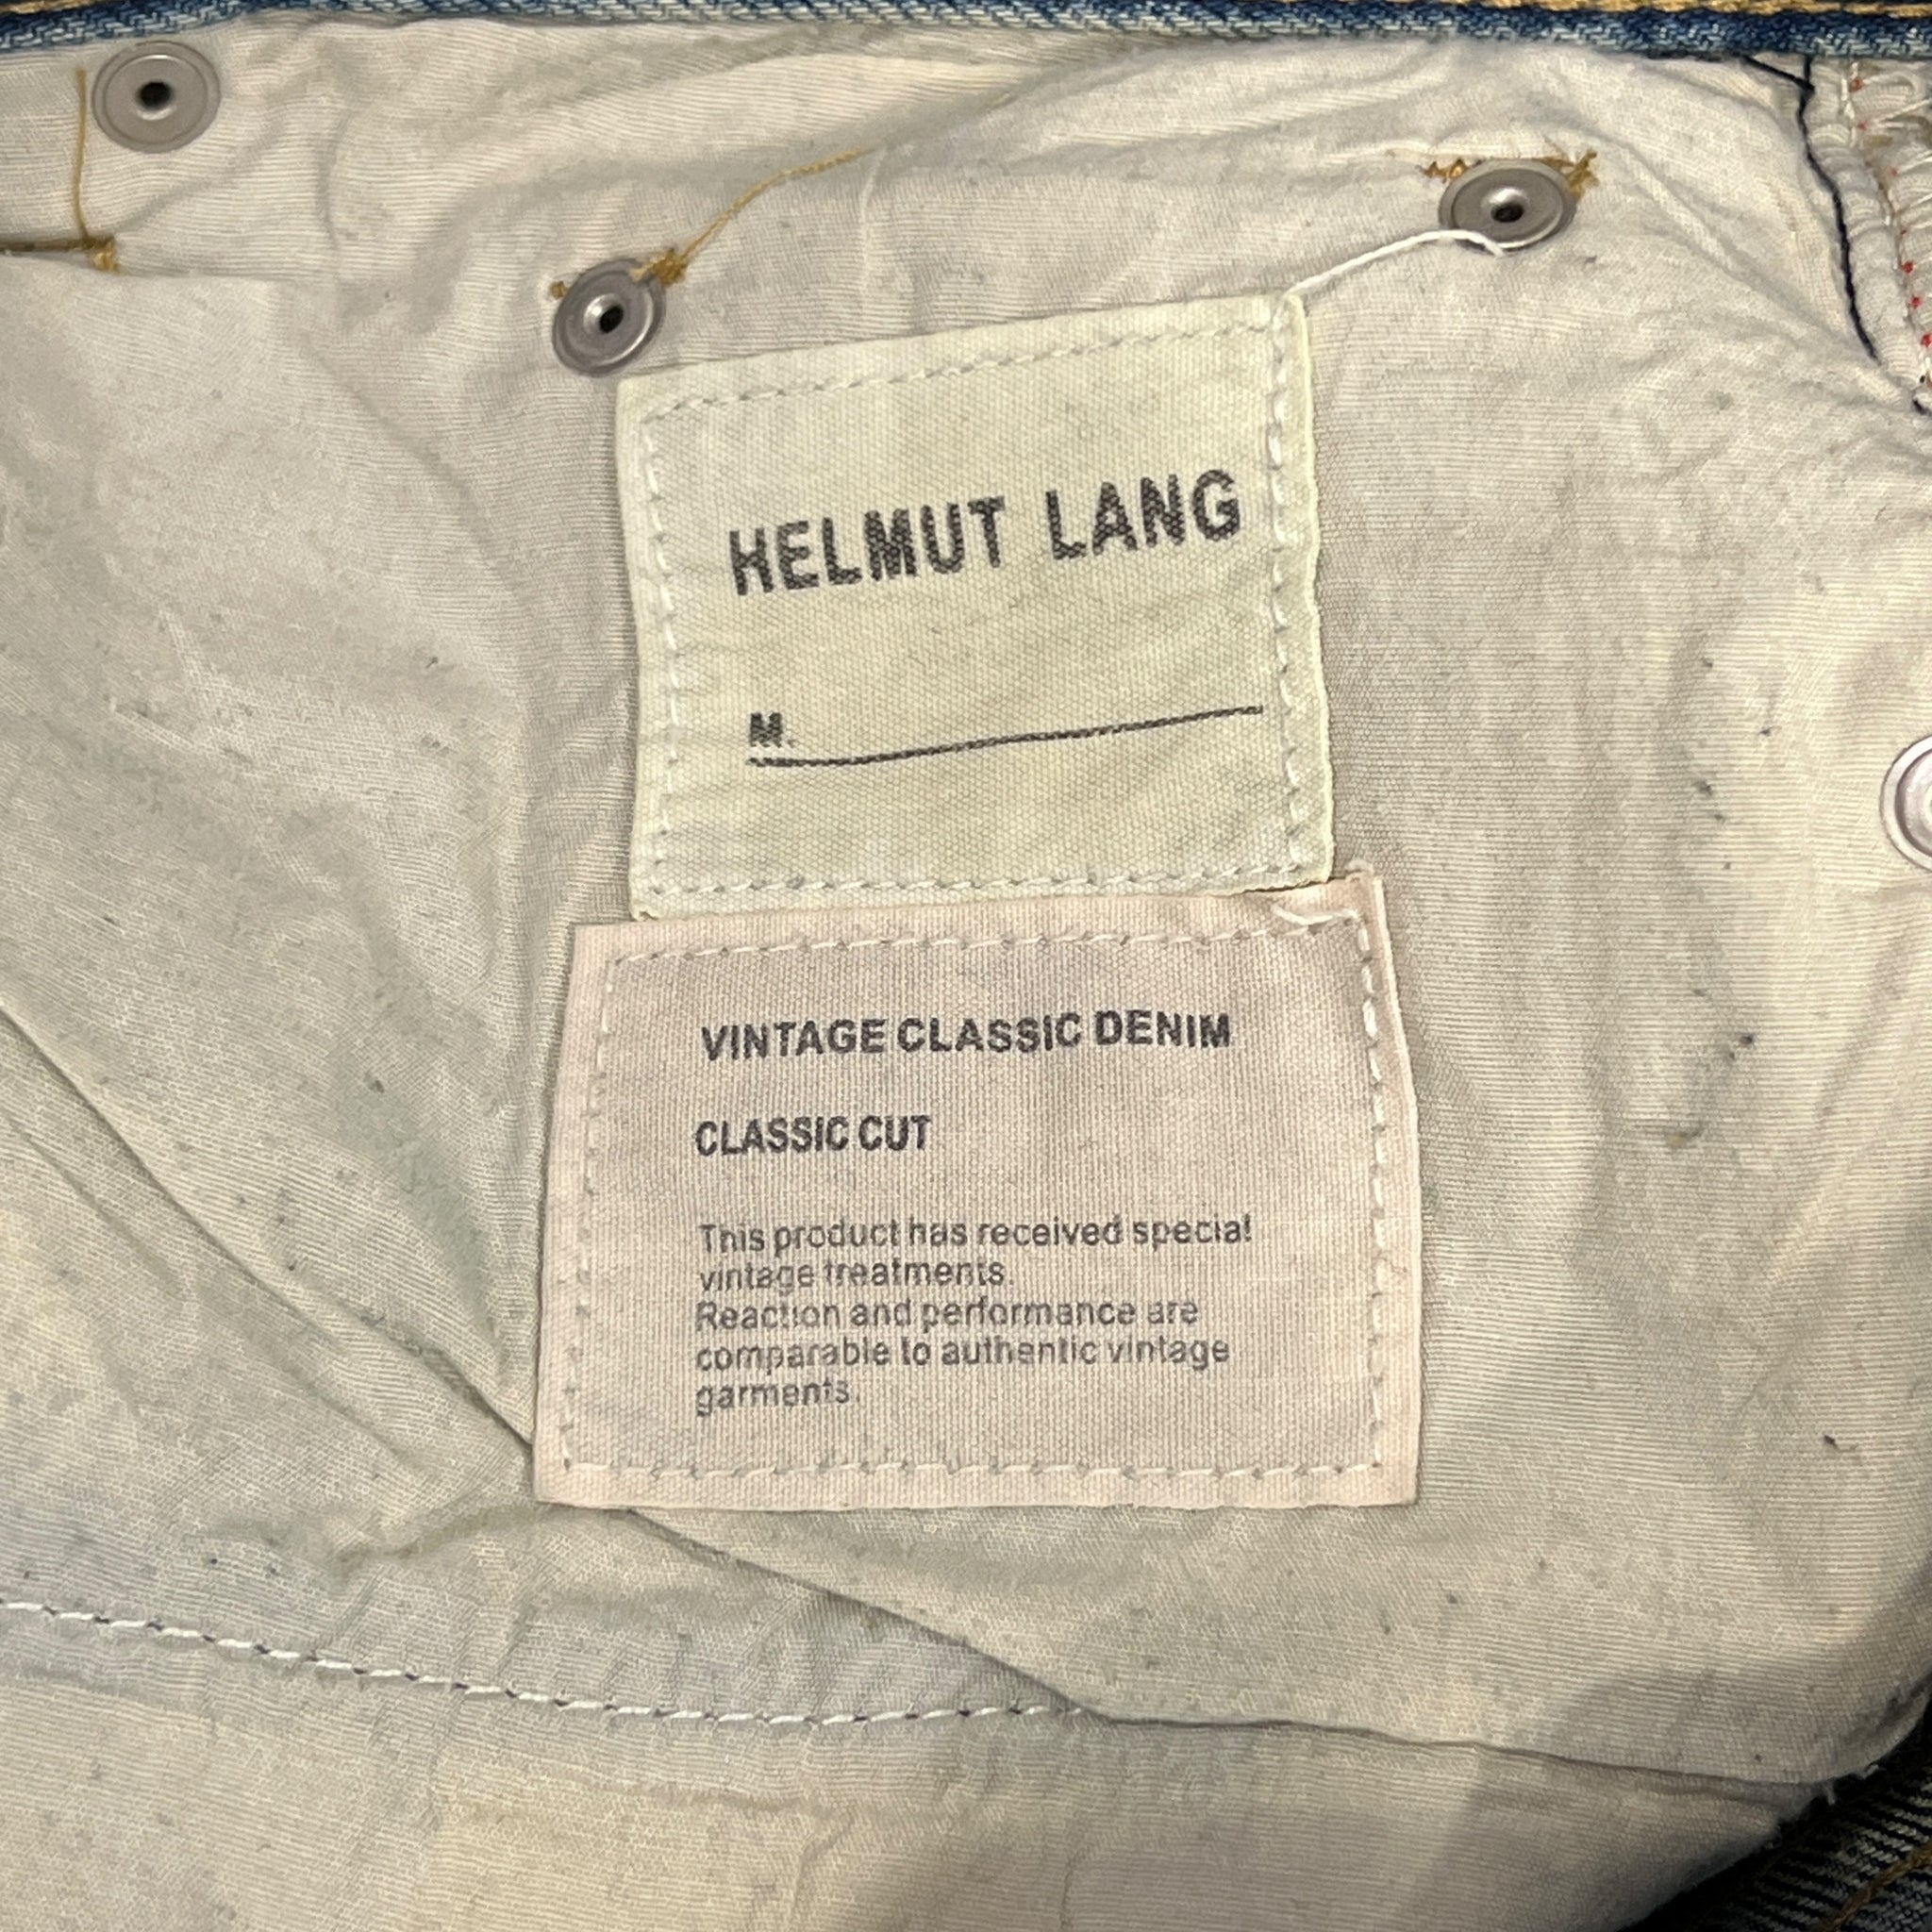 HELMUT LANG
M.
VINTAGE CLASSIC DENIM
CLASSIC CUT
This product has received special
vintage treatments.
Reaction and performance are
comparable to authentic vintage
garments.